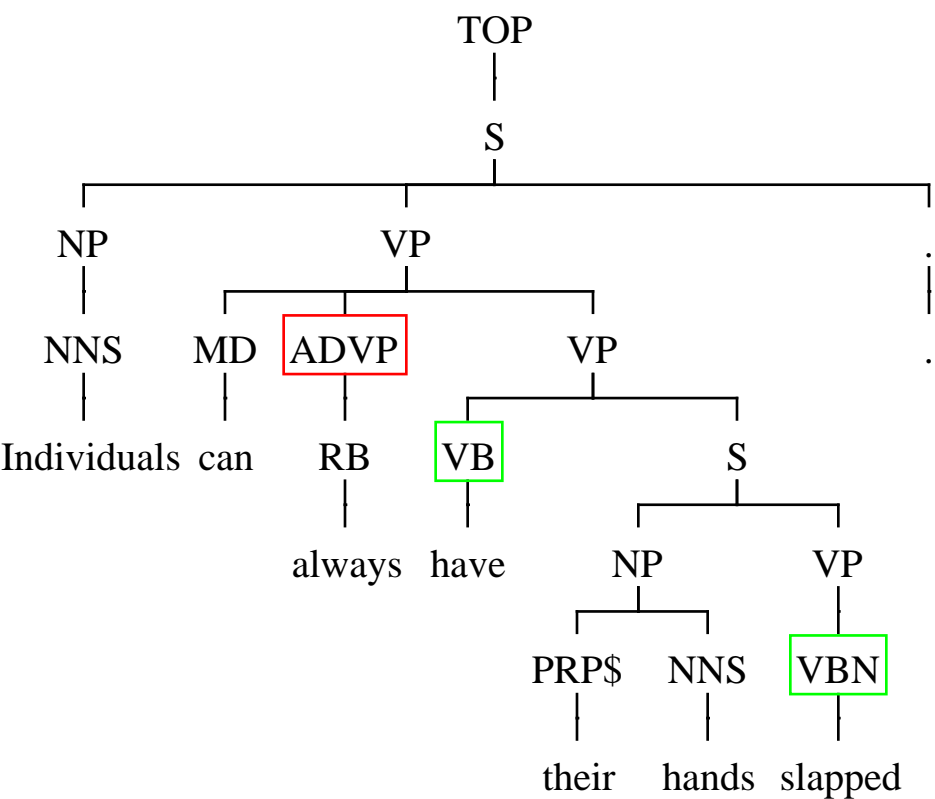 TOP
S
NP VP .
NNS MD ADVP VP .
Individuals can RB VB S
always have NP VP
PRP$ NNS VBN
their hands slapped